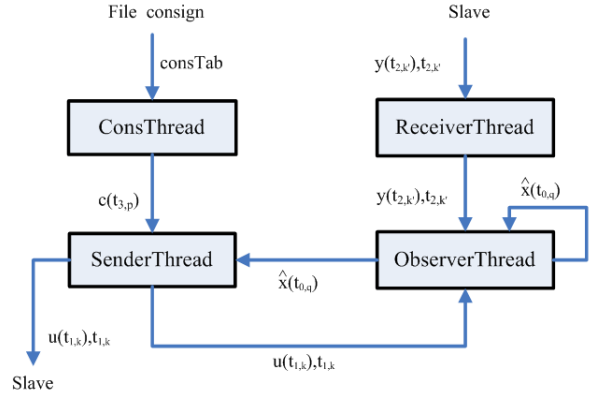 File consign
Slave
consTab
y(t₂,ₖ'),t₂,ₖ'
ConsThread
ReceiverThread
c(t₃,ₚ)
y(t₂,ₖ'),t₂,ₖ'
x̂(t₀,q)
SenderThread
ObserverThread
x̂(t₀,q)
u(t₁,ₖ),t₁,ₖ
u(t₁,ₖ),t₁,ₖ
Slave